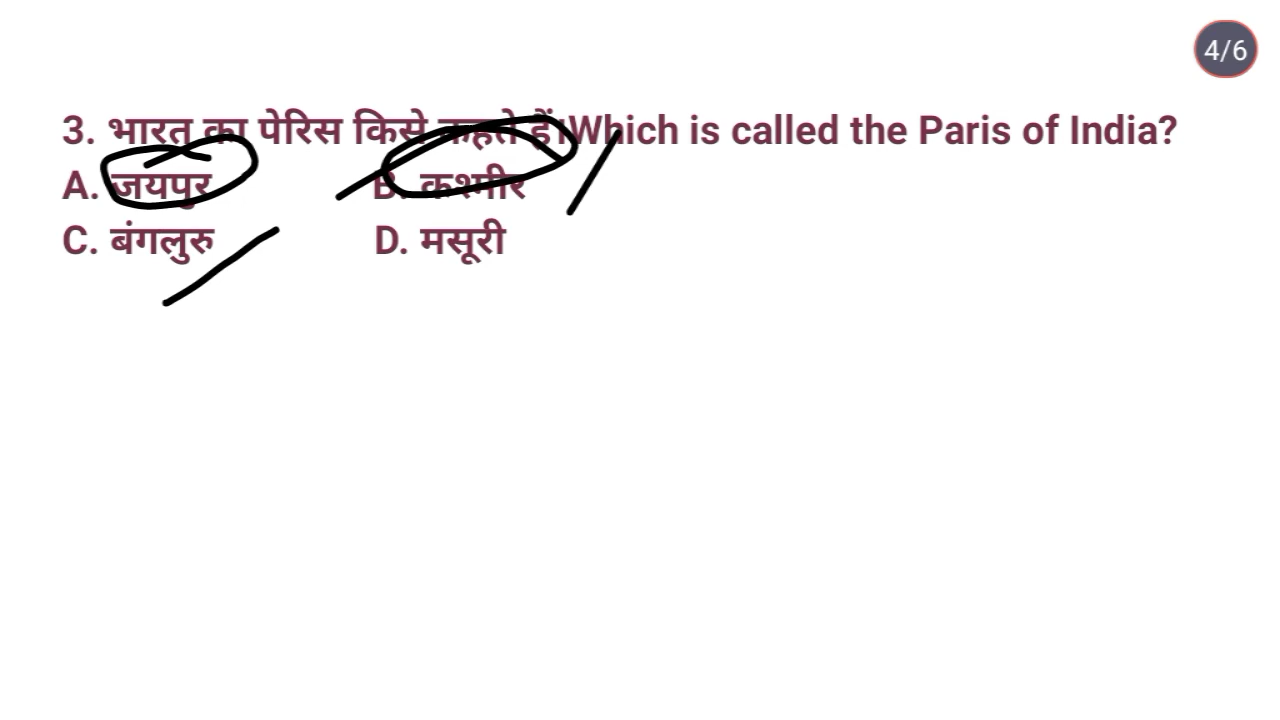 4/6
3. भारत का पेरिस किसे कहते हैं।Which is called the Paris of India?
A. जयपुर B. कश्मीर
C. बंगलुरु D. मसूरी